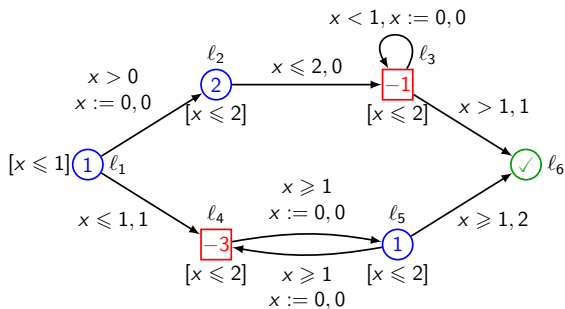 x < 1, x := 0, 0
ℓ2
ℓ3
x > 0
x := 0, 0
2
x ⩽ 2, 0
−1
[x ⩽ 2]
[x ⩽ 2]
x > 1, 1
[x ⩽ 1]
1
ℓ1
✓
ℓ6
x ⩽ 1, 1
ℓ4
x ⩾ 1
x := 0, 0
ℓ5
x ⩾ 1, 2
−3
1
[x ⩽ 2]
x ⩾ 1
x := 0, 0
[x ⩽ 2]